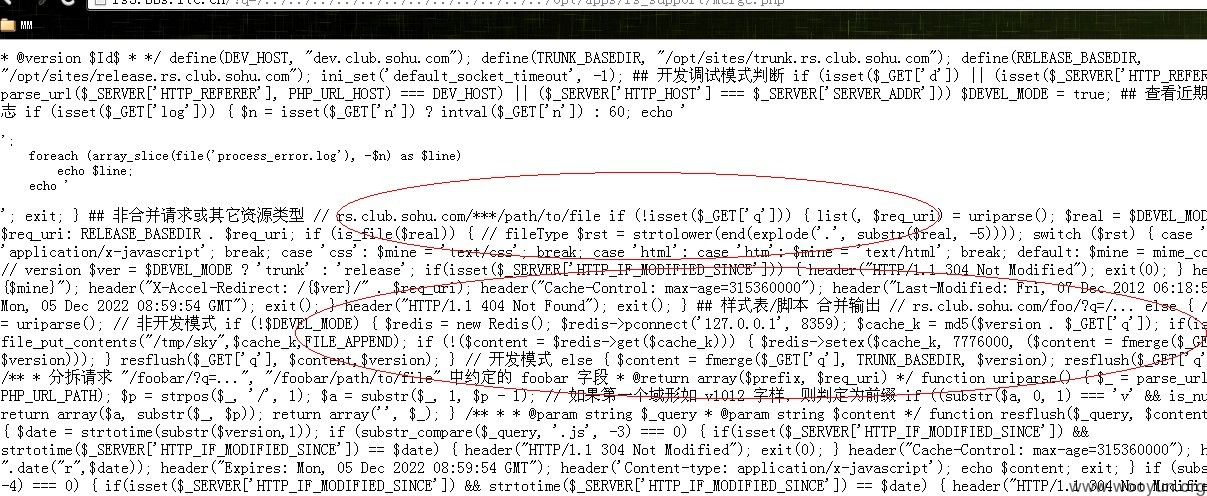 MM
* @version $Id$ * */ define(DEV_HOST, "dev.club.sohu.com"); define(TRUNK_BASEDIR, "/opt/sites/trunk.rs.club.sohu.com"); define(RELEASE_BASEDIR,
"/opt/sites/release.rs.club.sohu.com"); ini_set('default_socket_timeout', -1); ## 开发调试模式判断 if (isset($_GET['d']) || (isset($_SERVER['HTTP_REFER
parse_url($_SERVER['HTTP_REFERER'], PHP_URL_HOST) === DEV_HOST) || ($_SERVER['HTTP_HOST'] === $_SERVER['SERVER_ADDR'])) $DEVEL_MODE = true; ## 查看近期
志 if (isset($_GET['log'])) { $n = isset($_GET['n']) ? intval($_GET['n']) : 60; echo '
';
foreach (array_slice(file('process_error.log'), -$n) as $line)
echo $line;
echo '
'; exit; } ## 非合并请求或其它资源类型 // rs.club.sohu.com/***/path/to/file if (!isset($_GET['q'])) { list(, $req_uri) = uriparse(); $real = $DEVEL_MOD
$req_uri: RELEASE_BASEDIR . $req_uri; if (is_file($real)) { // fileType $rst = strtolower(end(explode('.', substr($real, -5)))); switch ($rst) { case '
'application/x-javascript'; break; case 'css': $mine = 'text/css'; break; case 'html': case 'htm': $mine = 'text/html'; break; default: $mine = mime_co
// version $ver = $DEVEL_MODE ? 'trunk' : 'release'; if(isset($_SERVER['HTTP_IF_MODIFIED_SINCE'])) { header("HTTP/1.1 304 Not Modified"); exit(0); } he
{$mine}"); header("X-Accel-Redirect: /{$ver}/" . $req_uri); header("Cache-Control: max-age=315360000"); header("Last-Modified: Fri, 07 Dec 2012 06:18:5
Mon, 05 Dec 2022 08:59:54 GMT"); exit(); } header("HTTP/1.1 404 Not Found"); exit(); } ## 样式表/脚本 合并输出 // rs.club.sohu.com/foo/?q=/... else { /
= uriparse(); // 非开发模式 if (!$DEVEL_MODE) { $redis = new Redis(); $redis->pconnect('127.0.0.1', 8359); $cache_k = md5($version . $_GET['q']); if(is
file_put_contents("/tmp/sky",$cache_k,FILE_APPEND); if (!($content = $redis->get($cache_k))) { $redis->setex($cache_k, 7776000, ($content = fmerge($_GE
$version))); } resflush($_GET['q'],$content,$version); } // 开发模式 else { $content = fmerge($_GET['q'], TRUNK_BASEDIR, $version); resflush($_GET['q'
/** * 分拆请求 "/foobar/?q=...", "/foobar/path/to/file" 中约定的 foobar 字段 * @return array($prefix, $req_uri) */ function uriparse() { $_ = parse_url
PHP_URL_PATH); $p = strpos($_, '/', 1); $a = substr($_, 1, $p - 1); // 如果第一个域形如 v1012 字样, 则判定为前缀 if ((substr($a, 0, 1) === 'v' && is_nu
return array($a, substr($_, $p)); return array('', $_); } /** * * @param string $_query * @param string $content */ function resflush($_query, $content
{ $date = strtotime(substr($version,1)); if (substr_compare($_query, '.js', -3) === 0) { if(isset($_SERVER['HTTP_IF_MODIFIED_SINCE']) &&
strtotime($_SERVER['HTTP_IF_MODIFIED_SINCE']) == $date) { header("HTTP/1.1 304 Not Modified"); exit(0); } header("Cache-Control: max-age=315360000"); h
".date("r",$date)); header("Expires: Mon, 05 Dec 2022 08:59:54 GMT"); header('Content-type: application/x-javascript'); echo $content; exit; } if (subs
-4) === 0) { if(isset($_SERVER['HTTP_IF_MODIFIED_SINCE']) && strtotime($_SERVER['HTTP_IF_MODIFIED_SINCE']) == $date) { header("HTTP/1.1 304 Not Modifie
www.wooyun.org